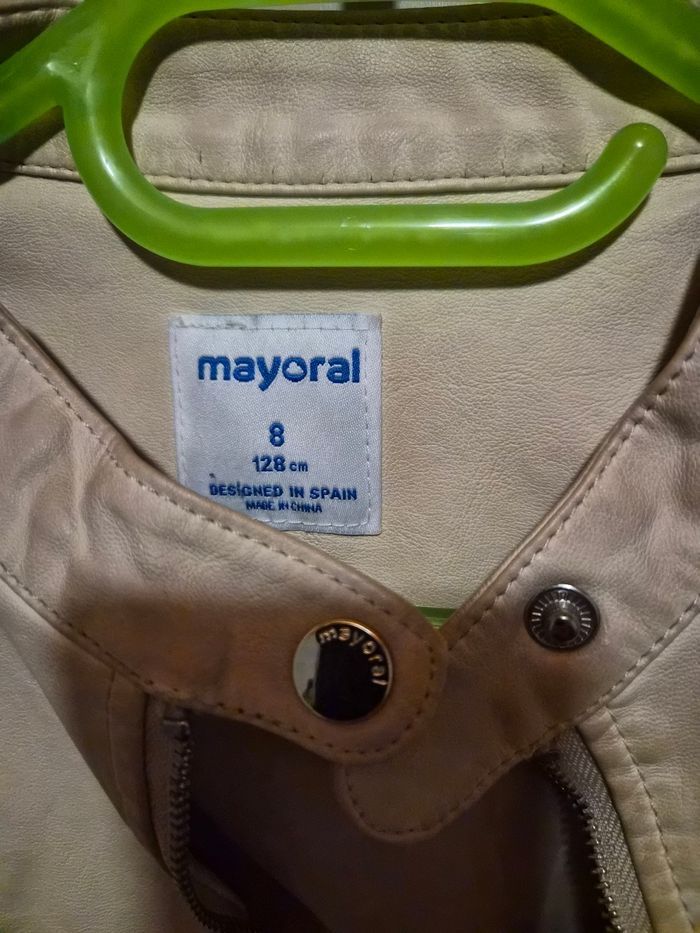 mayoral
8
128 cm
DESIGNED IN SPAIN
MADE IN CHINA
mayoral